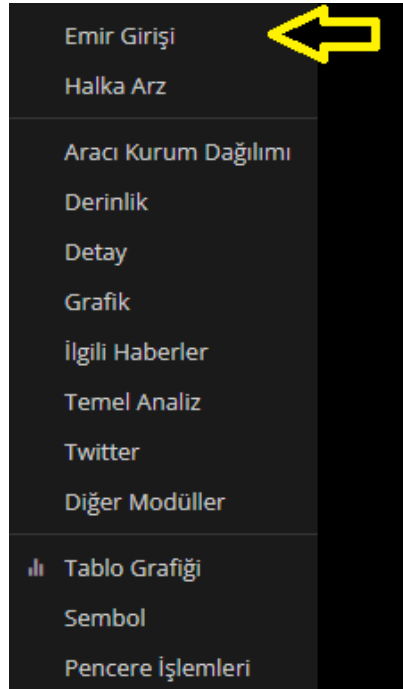 Emir Girişi
Halka Arz
Aracı Kurum Dağılımı
Derinlik
Detay
Grafik
İlgili Haberler
Temel Analiz
Twitter
Diğer Modüller
Tablo Grafiği
Sembol
Pencere İşlemleri